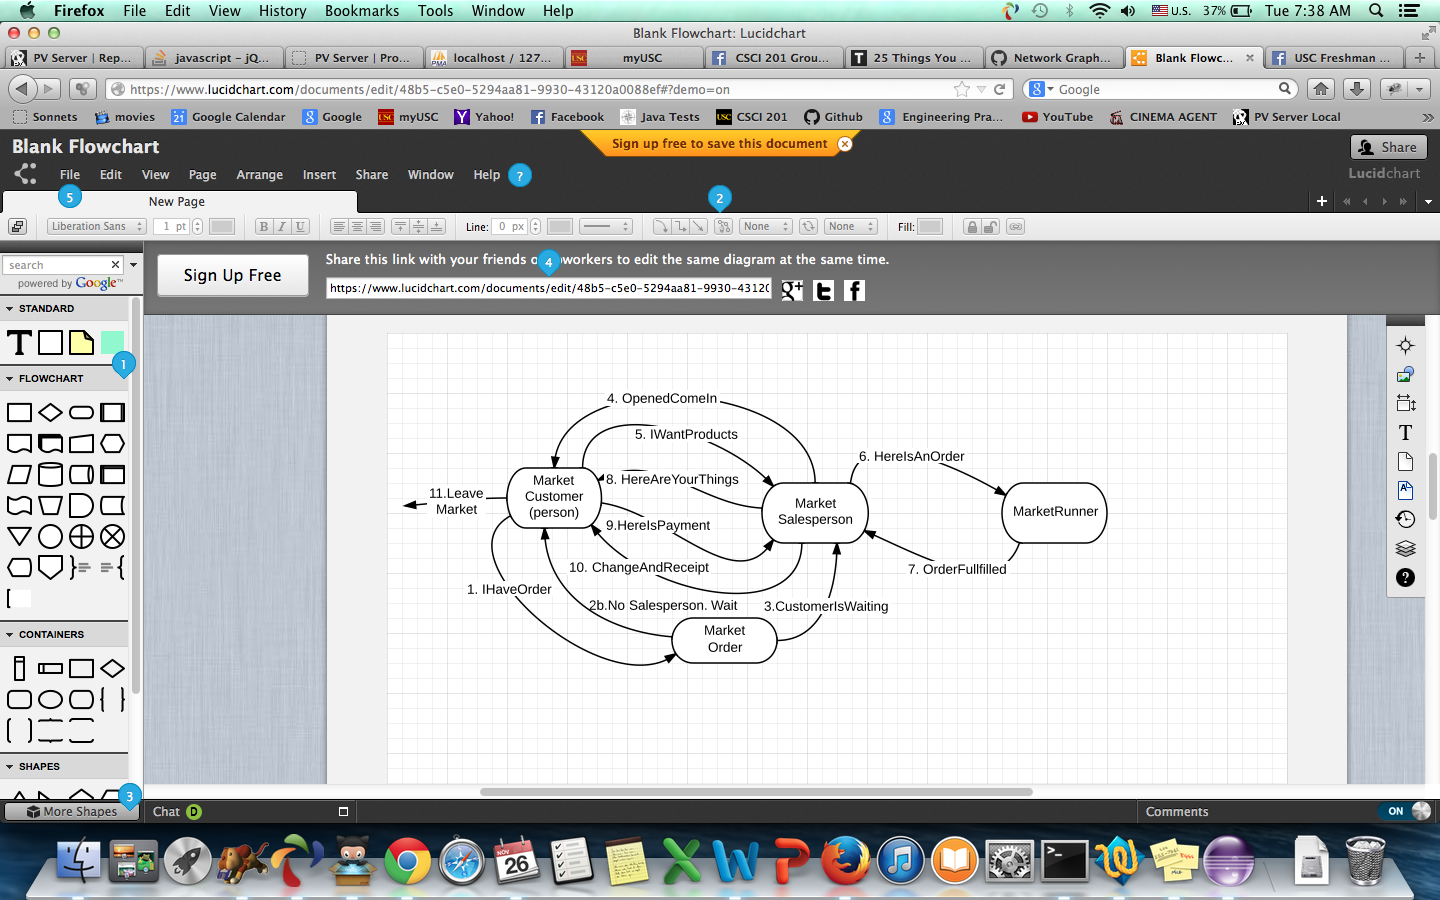 Firefox File Edit View History Bookmarks Tools Window Help U.S. 37% Tue 7:38 AM
Blank Flowchart: Lucidchart
PV Server | Rep... javascript - jQ... PV Server | Pro... localhost / 127... myUSC CSCI 201 Grou... 25 Things You ... Network Graph... Blank Flowc... USC Freshman ...
https://www.lucidchart.com/documents/edit/48b5-c5e0-5294aa81-9930-43120a0088ef#?demo=on Google
Sonnets movies Google Calendar Google myUSC Yahoo! Facebook Java Tests CSCI 201 Github Engineering Pra... YouTube CINEMA AGENT PV Server Local
Blank Flowchart Sign up free to save this document Share
File Edit View Page Arrange Insert Share Window Help ? Lucidchart
5 New Page 2
Liberation Sans 1 pt B I U Line: 0 px None None Fill:
search
powered by Google™
Sign Up Free
Share this link with your friends o 4 oworkers to edit the same diagram at the same time.
https://www.lucidchart.com/documents/edit/48b5-c5e0-5294aa81-9930-4312
STANDARD
T
1
FLOWCHART
CONTAINERS
SHAPES
3
More Shapes
4. OpenedComeIn
5. IWantProducts
6. HereIsAnOrder
8. HereAreYourThings
Market
Customer
(person)
11.Leave
Market
Market
Salesperson
MarketRunner
9.HereIsPayment
10. ChangeAndReceipt
7. OrderFullfilled
1. IHaveOrder
2b.No Salesperson. Wait
3.CustomerIsWaiting
Market
Order
T
A
?
Chat D
Comments ON
NOV
26